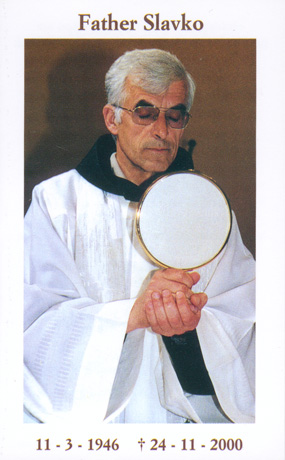 Father Slavko
11 - 3 - 1946 † 24 - 11 - 2000